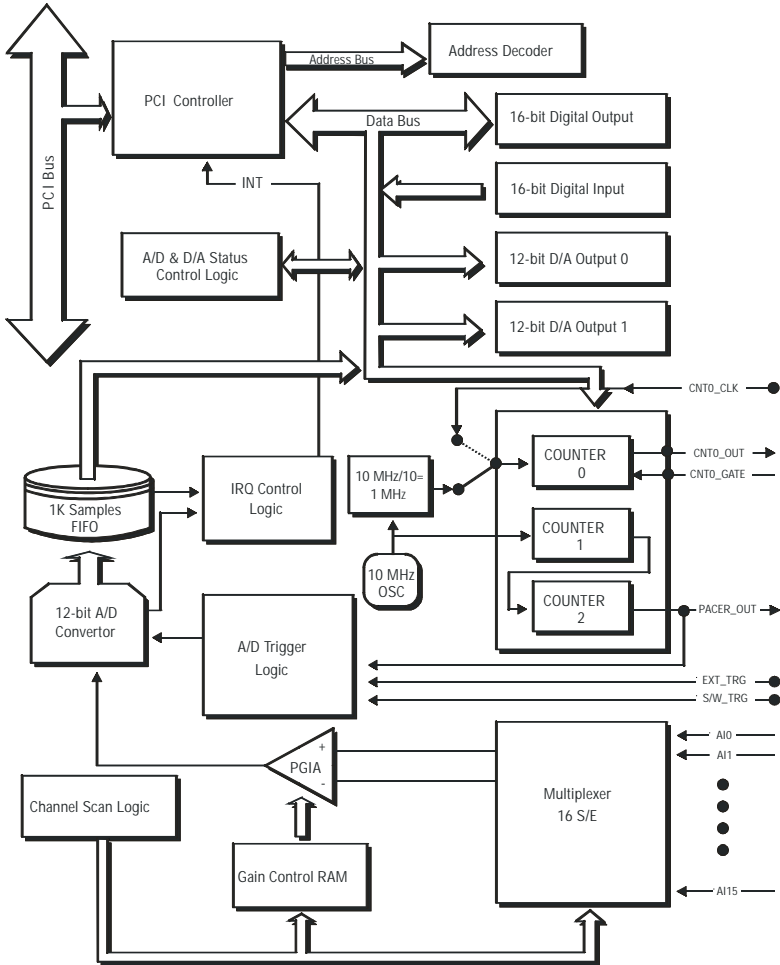 Address Bus
Address Decoder
PCI Controller
Data Bus
16-bit Digital Output
PCI Bus
INT
16-bit Digital Input
A/D & D/A Status
Control Logic
12-bit D/A Output 0
12-bit D/A Output 1
CNT0_CLK
COUNTER
0
CNT0_OUT
CNT0_GATE
1K Samples
FIFO
IRQ Control
Logic
10 MHz/10=
1 MHz
COUNTER
1
10 MHz
OSC
COUNTER
2
PACER_OUT
12-bit A/D
Convertor
A/D Trigger
Logic
EXT_TRG
S/W_TRG
AI0
AI1
+
PGIA
-
Multiplexer
16 S/E
Channel Scan Logic
Gain Control RAM
AI15